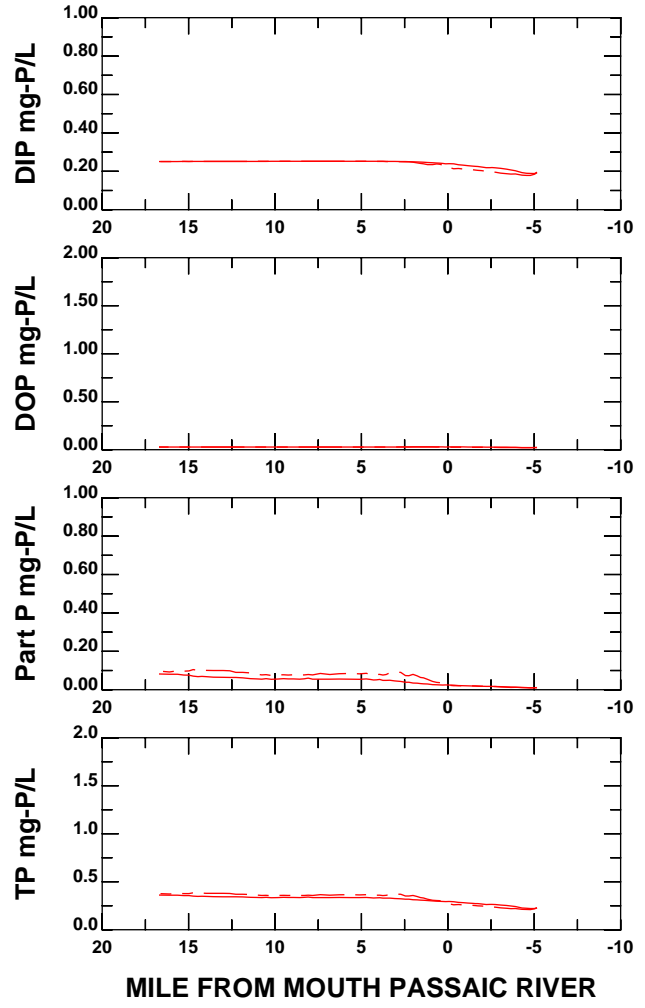 DIP mg-P/L
1.00
0.80
0.60
0.40
0.20
0.00
20 15 10 5 0 -5 -10
DOP mg-P/L
2.00
1.50
1.00
0.50
0.00
20 15 10 5 0 -5 -10
Part P mg-P/L
1.00
0.80
0.60
0.40
0.20
0.00
20 15 10 5 0 -5 -10
TP mg-P/L
2.0
1.5
1.0
0.5
0.0
20 15 10 5 0 -5 -10
MILE FROM MOUTH PASSAIC RIVER